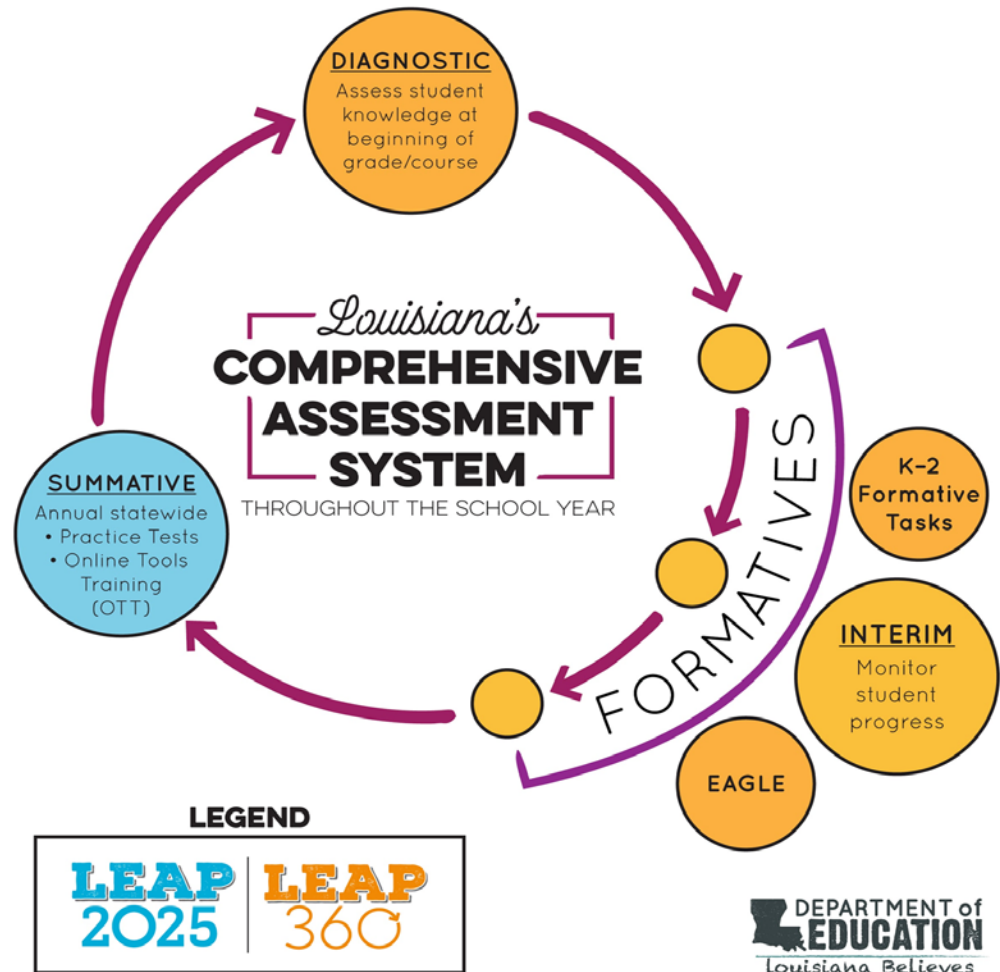 DIAGNOSTIC
Assess student
knowledge at
beginning of
grade/course
Louisiana's
COMPREHENSIVE
ASSESSMENT
SYSTEM
THROUGHOUT THE SCHOOL YEAR
FORMATIVES
K-2
Formative
Tasks
INTERIM
Monitor
student
progress
EAGLE
SUMMATIVE
Annual statewide
• Practice Tests
• Online Tools
Training
(OTT)
LEGEND
LEAP
2025
LEAP
360
DEPARTMENT of
EDUCATION
Louisiana Believes